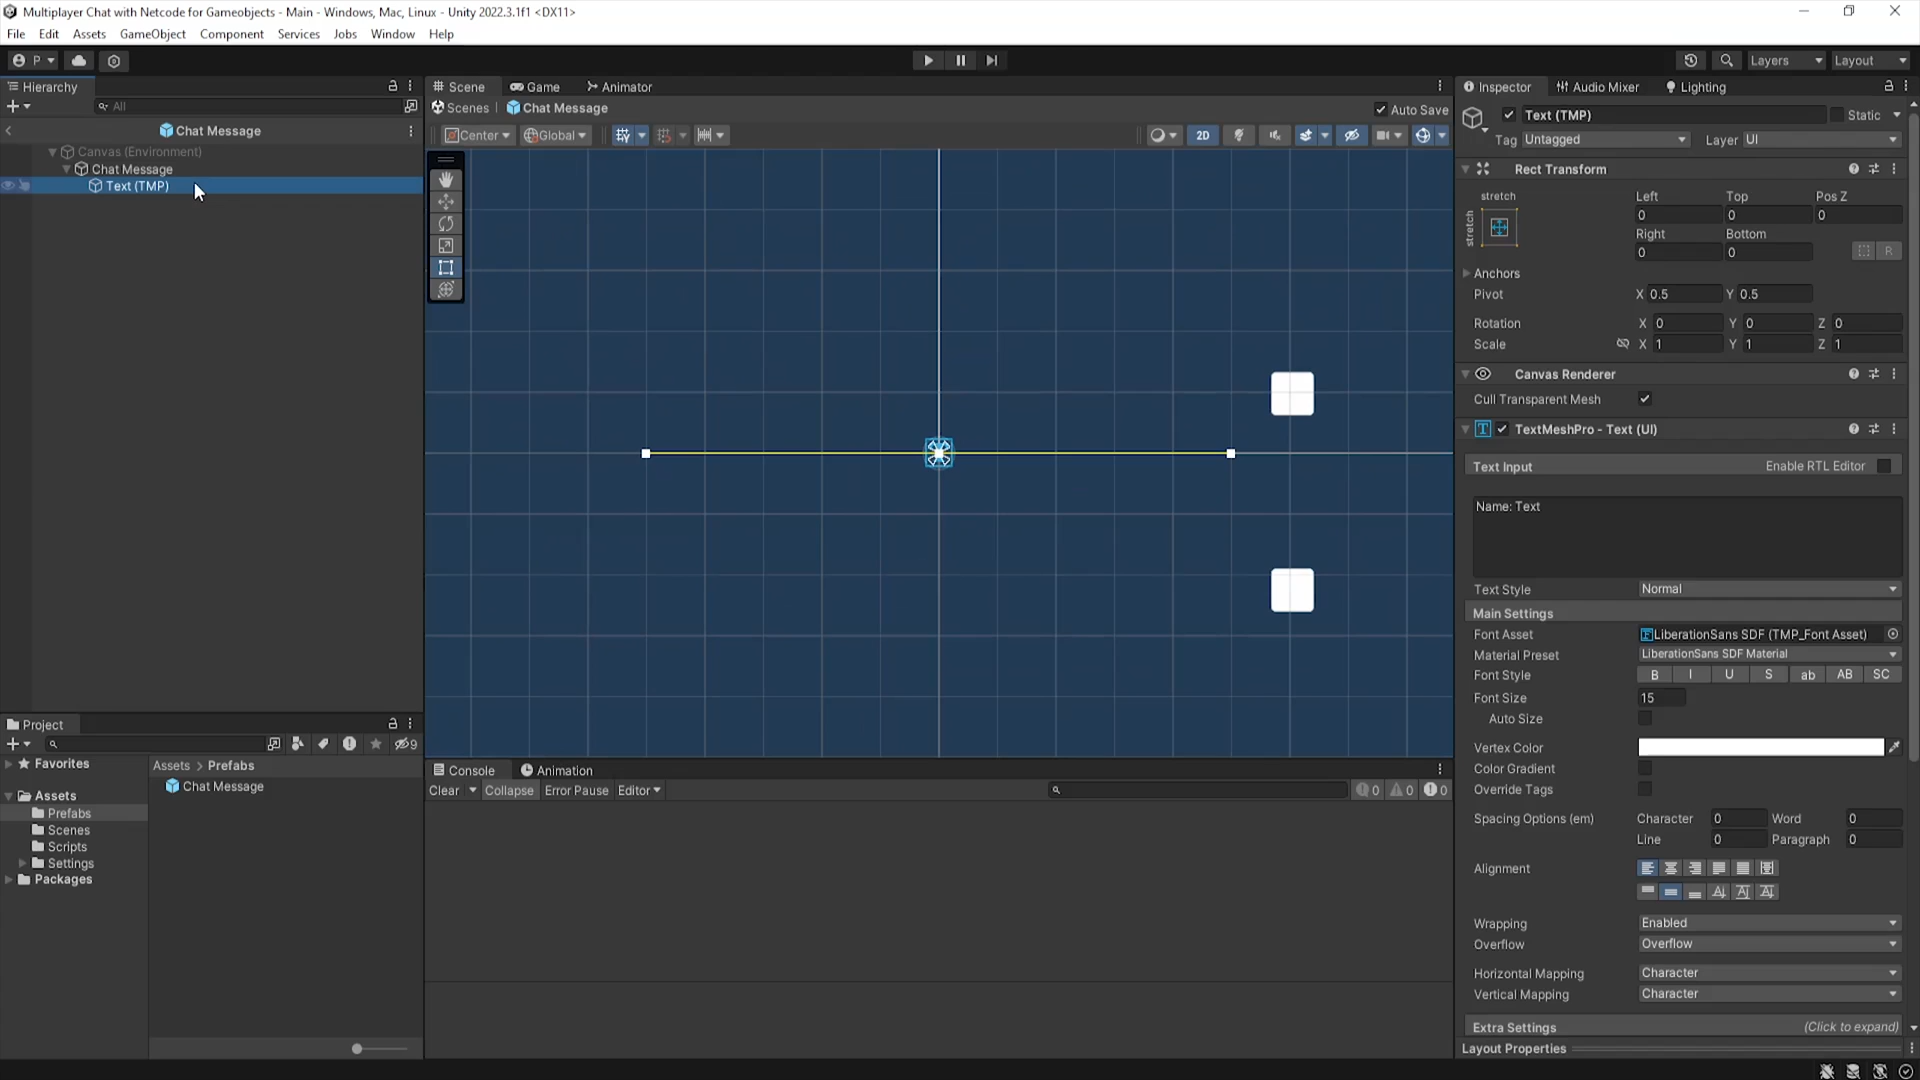 Multiplayer Chat with Netcode for Gameobjects - Main - Windows, Mac, Linux - Unity 2022.3.1f1 <DX11>
File Edit Assets GameObject Component Services Jobs Window Help
P Layers Layout
Hierarchy
All
Chat Message
Canvas (Environment)
Chat Message
Text (TMP)
Scene Game Animator
Scenes Chat Message Auto Save
Center Global 2D
Inspector Audio Mixer Lighting
Text (TMP) Static
Tag Untagged Layer UI
Rect Transform
stretch Left Top Pos Z
stretch 0 0 0
Right Bottom
0 0 R
Anchors
Pivot X 0.5 Y 0.5
Rotation X 0 Y 0 Z 0
Scale X 1 Y 1 Z 1
Canvas Renderer
Cull Transparent Mesh
TextMeshPro - Text (UI)
Text Input Enable RTL Editor
Name: Text
Text Style Normal
Main Settings
Font Asset LiberationSans SDF (TMP_Font Asset)
Material Preset LiberationSans SDF Material
Font Style B I U S ab AB SC
Font Size 15
Auto Size
Vertex Color
Color Gradient
Override Tags
Spacing Options (em) Character 0 Word 0
Line 0 Paragraph 0
Alignment
Wrapping Enabled
Overflow Overflow
Horizontal Mapping Character
Vertical Mapping Character
Extra Settings (Click to expand)
Layout Properties
Project
9
Favorites
Assets
Prefabs
Scenes
Scripts
Settings
Packages
Assets > Prefabs
Chat Message
Console Animation
Clear Collapse Error Pause Editor 0 0 0